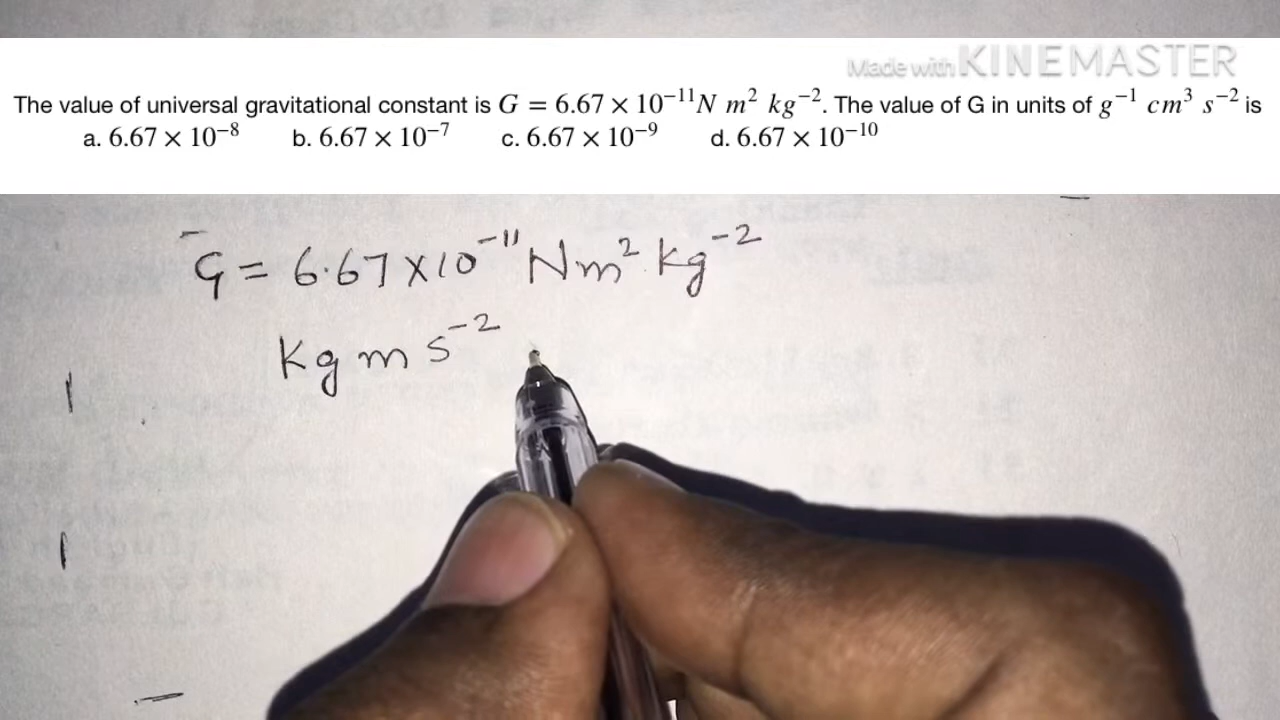 Made with KINEMASTER
The value of universal gravitational constant is G = 6.67 × 10⁻¹¹N m² kg⁻². The value of G in units of g⁻¹ cm³ s⁻² is
a. 6.67 × 10⁻⁸ b. 6.67 × 10⁻⁷ c. 6.67 × 10⁻⁹ d. 6.67 × 10⁻¹⁰
G = 6.67 × 10⁻¹¹ N m² kg⁻²
kg m s⁻²